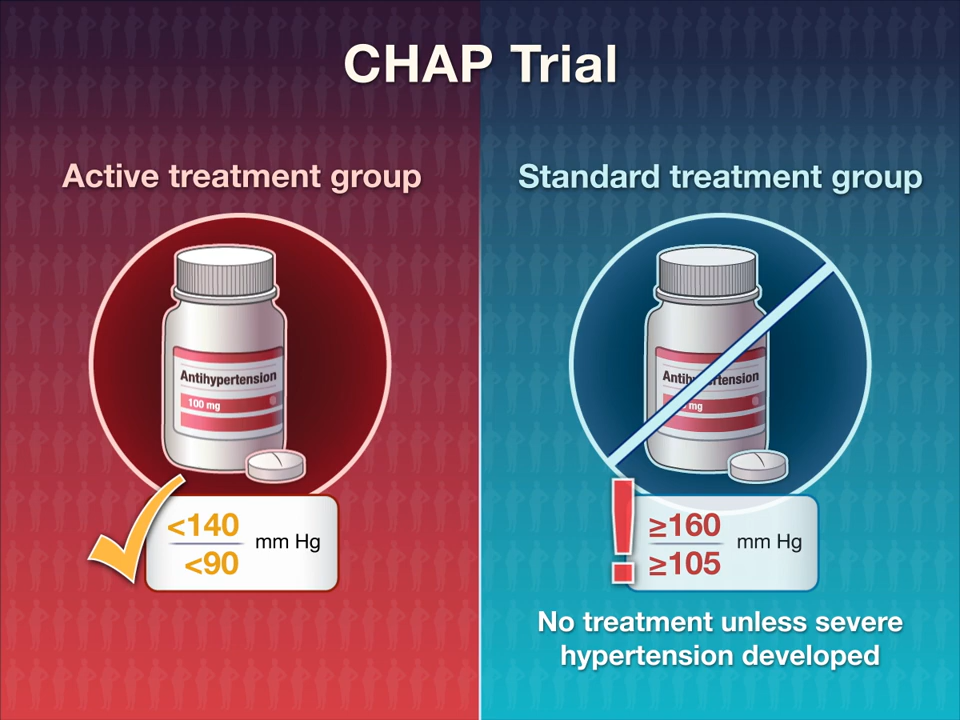 CHAP Trial
Active treatment group
Standard treatment group
Antihypertension
100 mg
<140
<90
mm Hg
mg
≥160
≥105
mm Hg
No treatment unless severe
hypertension developed